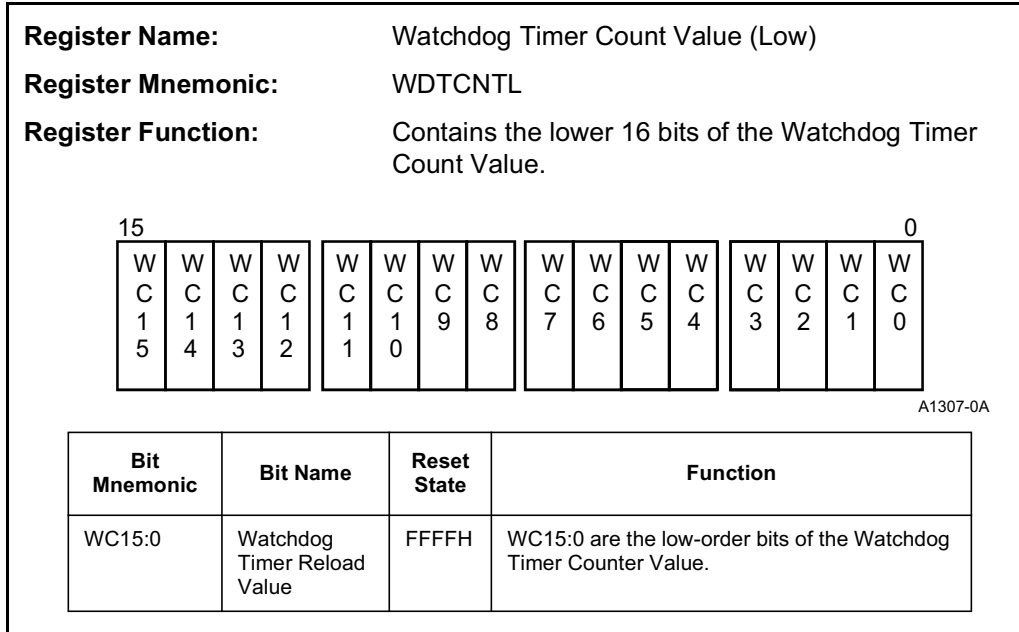 Register Name: Watchdog Timer Count Value (Low)
Register Mnemonic: WDTCNTL
Register Function: Contains the lower 16 bits of the Watchdog Timer
Count Value.
15 0
W W W W W W W W W W W W W W W W
C C C C C C C C C C C C C C C C
1 1 1 1 1 1 9 8 7 6 5 4 3 2 1 0
5 4 3 2 1 0
A1307-0A
Bit Mnemonic Bit Name Reset State Function
WC15:0 Watchdog FFFFH WC15:0 are the low-order bits of the Watchdog
Timer Reload Timer Counter Value.
Value